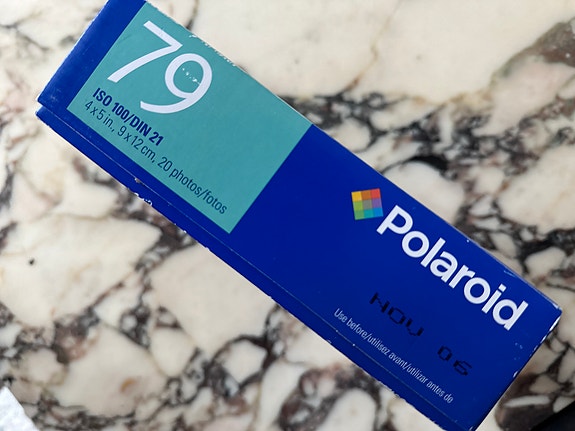 79
ISO 100/DIN 21
4x5 in., 9x12 cm, 20 photos/fotos
Polaroid
NOV 06
Use before/utilisez avant/utilizar antes de